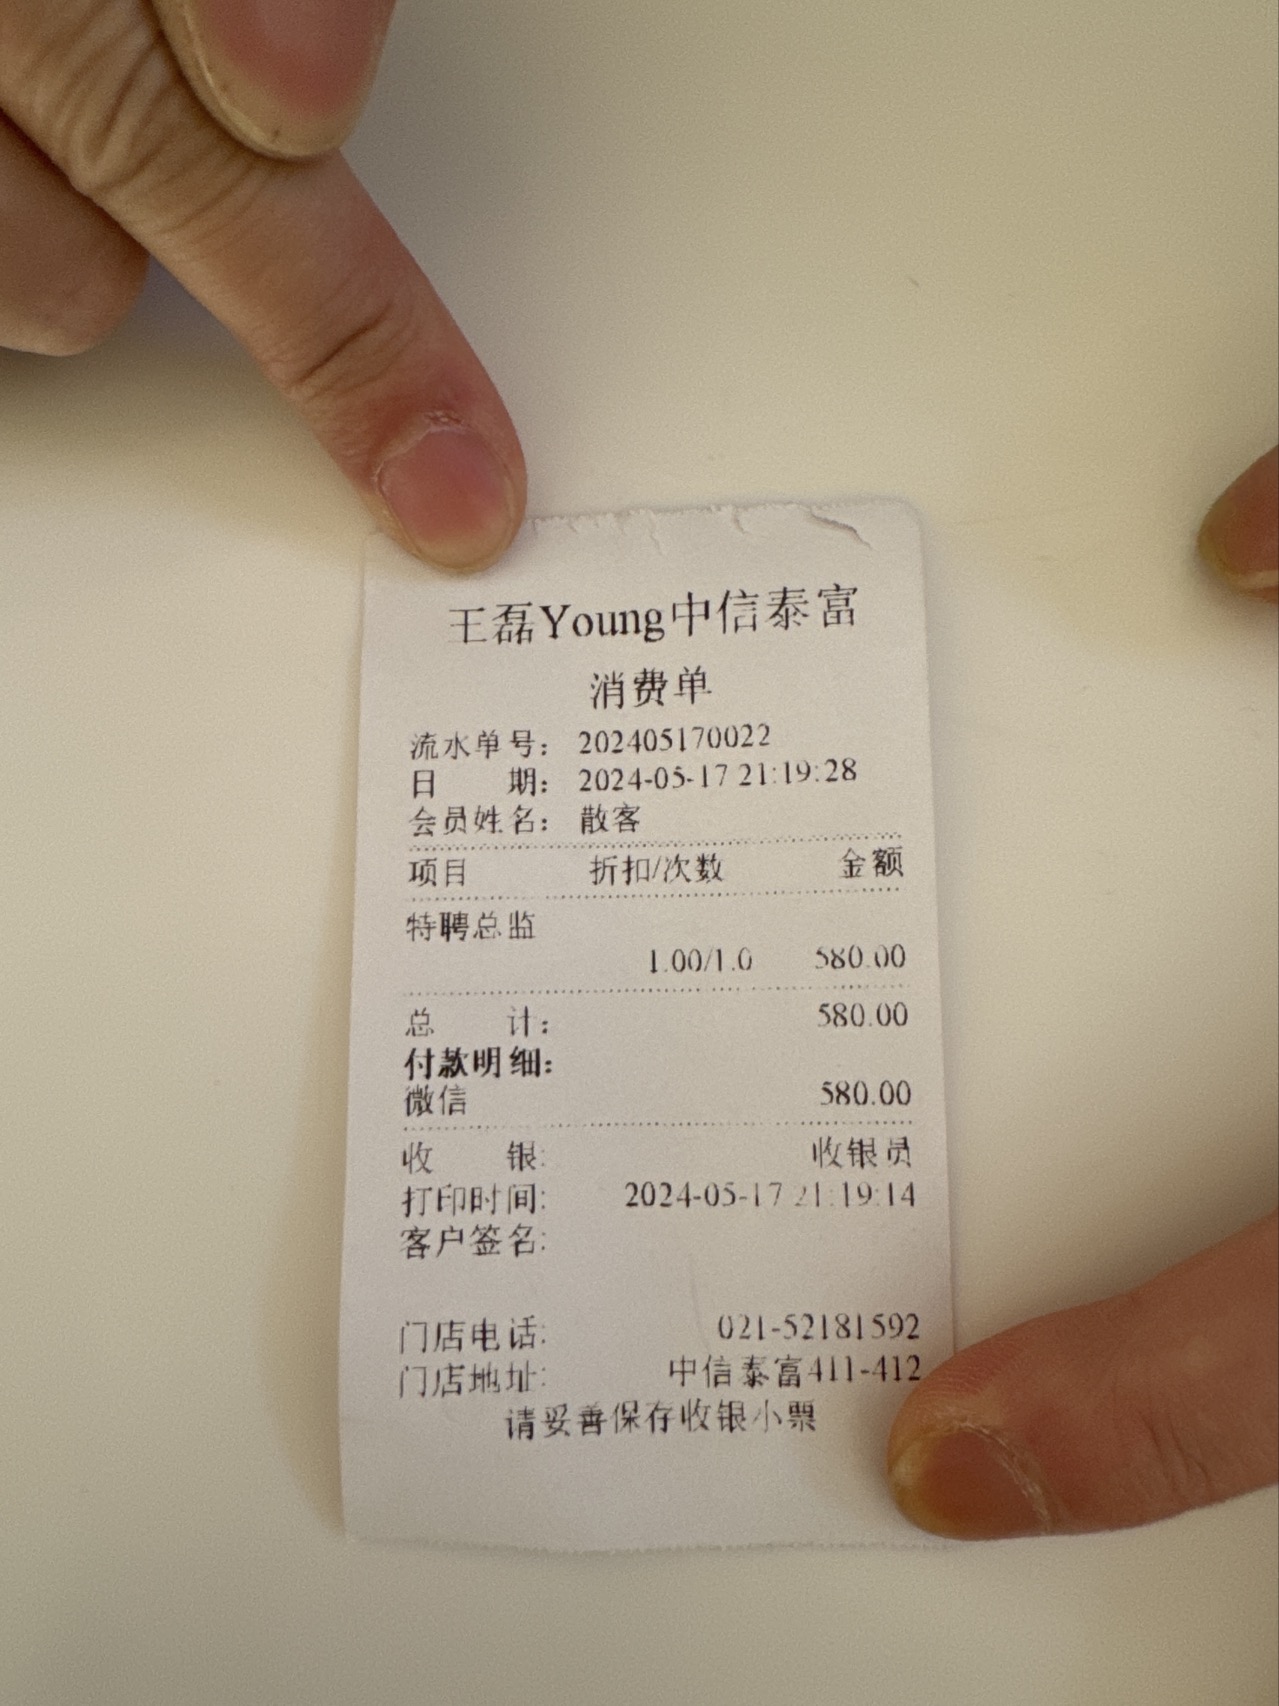 王磊Young中信泰富
消费单
流水单号： 202405170022
日 期： 2024-05-17 21:19:28
会员姓名： 散客
项目 折扣/次数 金额
特聘总监
1.00/1.0 580.00
总 计： 580.00
付款明细：
微信 580.00
收 银: 收银员
打印时间: 2024-05-17 21:19:14
客户签名:
门店电话: 021-52181592
门店地址: 中信泰富411-412
请妥善保存收银小票